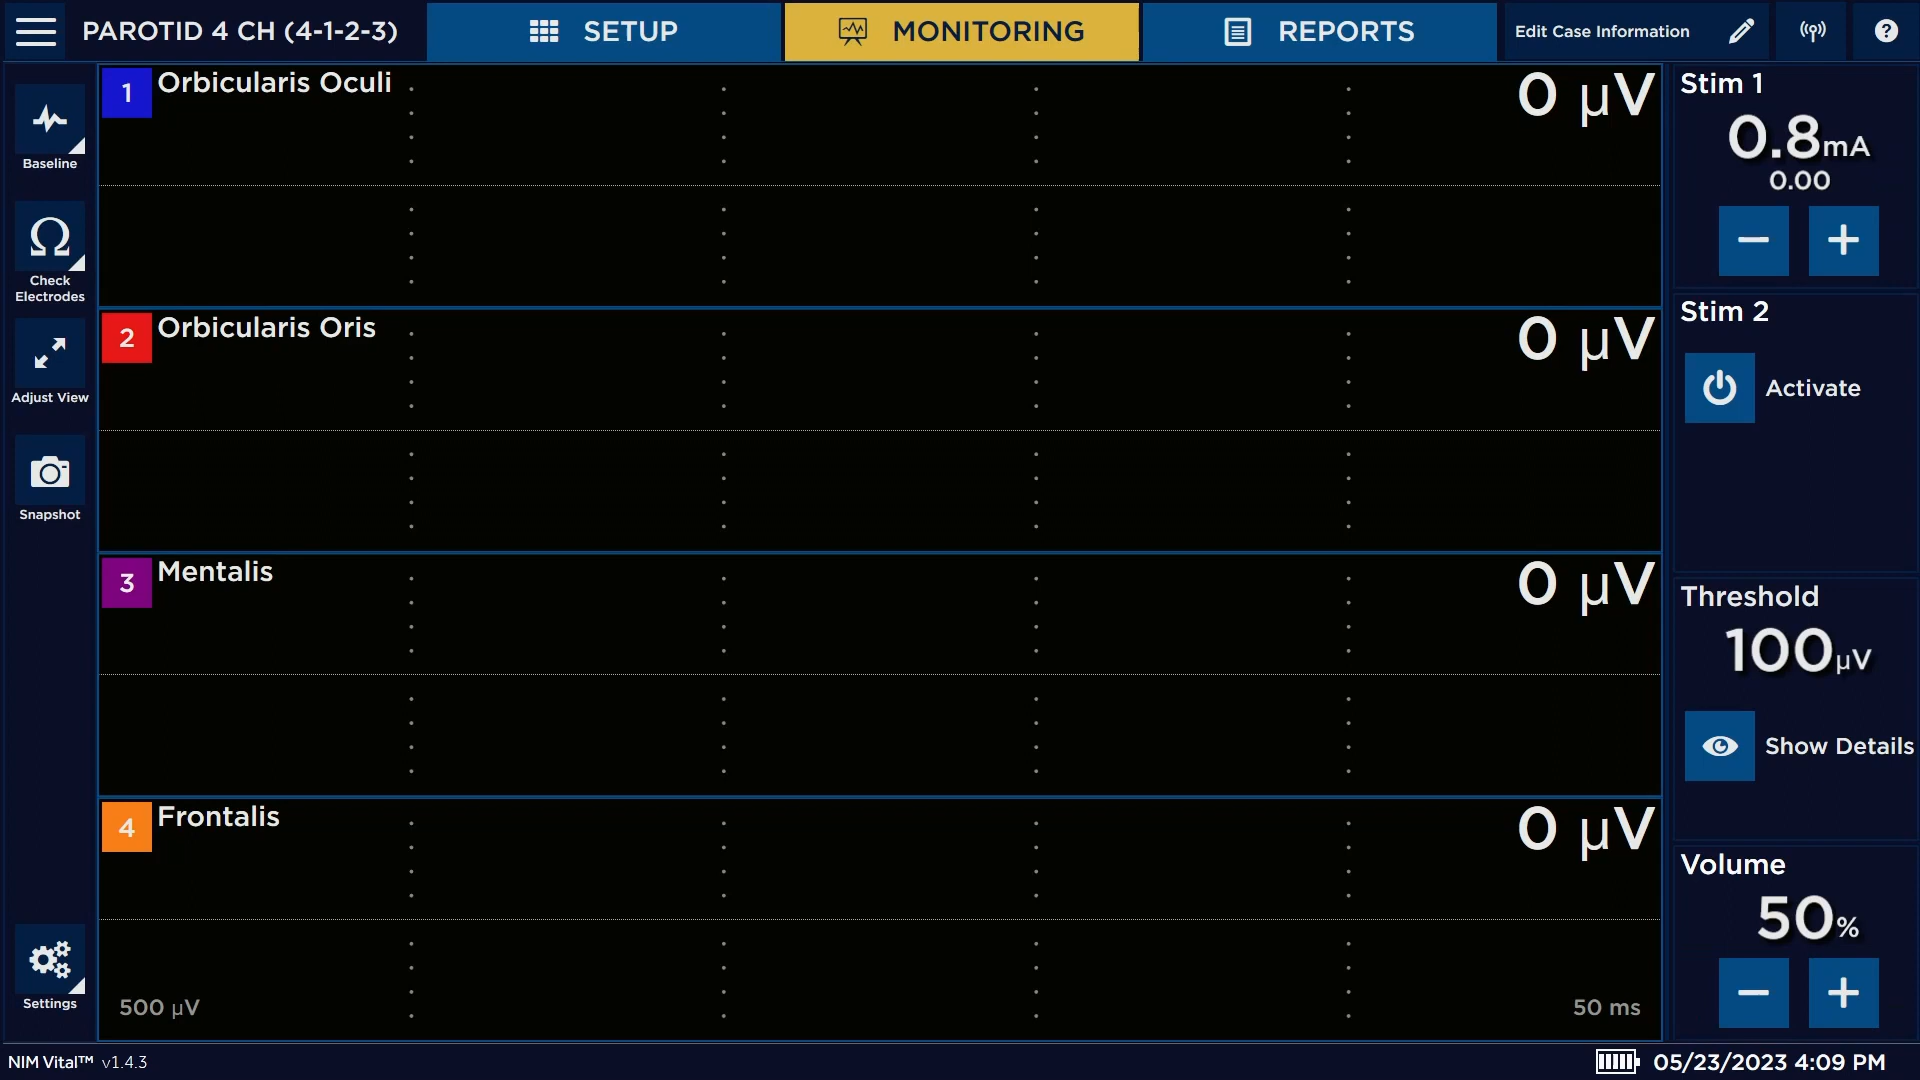 PAROTID 4 CH (4-1-2-3)
SETUP
MONITORING
REPORTS
Edit Case Information
?
Baseline
Ω
Check
Electrodes
Adjust View
Snapshot
Settings
1
Orbicularis Oculi
0 µV
2
Orbicularis Oris
0 µV
3
Mentalis
0 µV
4
Frontalis
0 µV
500 µV
50 ms
Stim 1
0.8mA
0.00
− +
Stim 2
Activate
Threshold
100µV
Show Details
Volume
50%
− +
NIM Vital™ v1.4.3
05/23/2023 4:09 PM